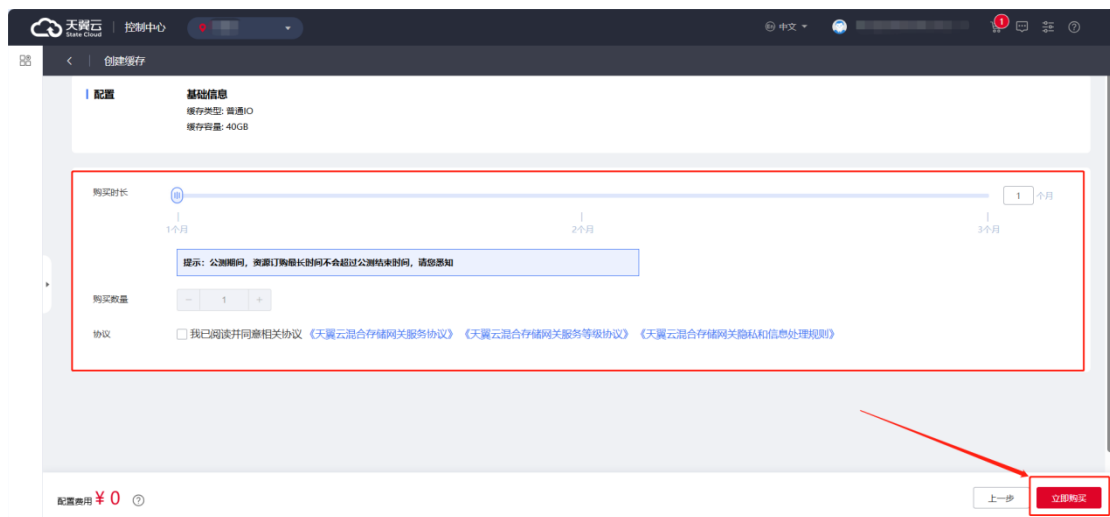 天翼云 State Cloud 控制中心 中文 1
创建缓存
配置 基础信息
缓存类型: 普通IO
缓存容量: 40GB
购买时长 1 个月
1个月 2个月 3个月
提示：公测期间，资源订购最长时间不会超过公测结束时间，请您悉知
购买数量 - 1 +
协议 我已阅读并同意相关协议 《天翼云混合存储网关服务协议》 《天翼云混合存储网关服务等级协议》 《天翼云混合存储网关隐私和信息处理规则》
配置费用 ¥ 0 上一步 立即购买